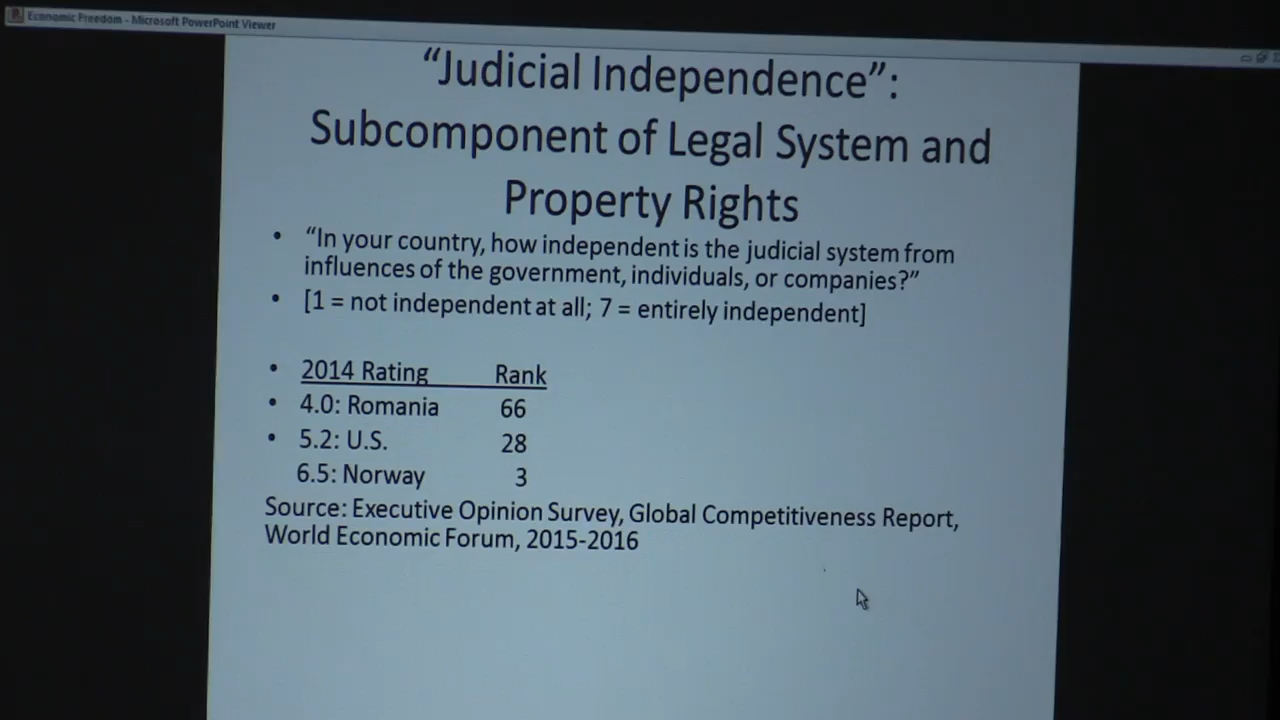 Economic Freedom - Microsoft PowerPoint Viewer
“Judicial Independence”:
Subcomponent of Legal System and
Property Rights
• “In your country, how independent is the judicial system from
influences of the government, individuals, or companies?”
• [1 = not independent at all; 7 = entirely independent]
• 2014 Rating Rank
• 4.0: Romania 66
• 5.2: U.S. 28
6.5: Norway 3
Source: Executive Opinion Survey, Global Competitiveness Report,
World Economic Forum, 2015-2016